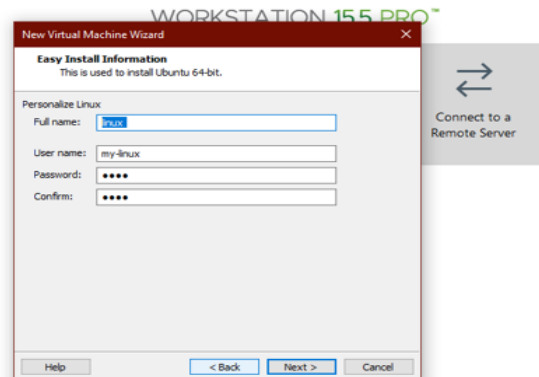 WORKSTATION 15.5 PRO™
New Virtual Machine Wizard
Easy Install Information
This is used to install Ubuntu 64-bit.
Personalize Linux
Full name: linux
User name: my-linux
Password: ●●●●
Confirm: ●●●●
Help < Back Next > Cancel
Connect to a
Remote Server